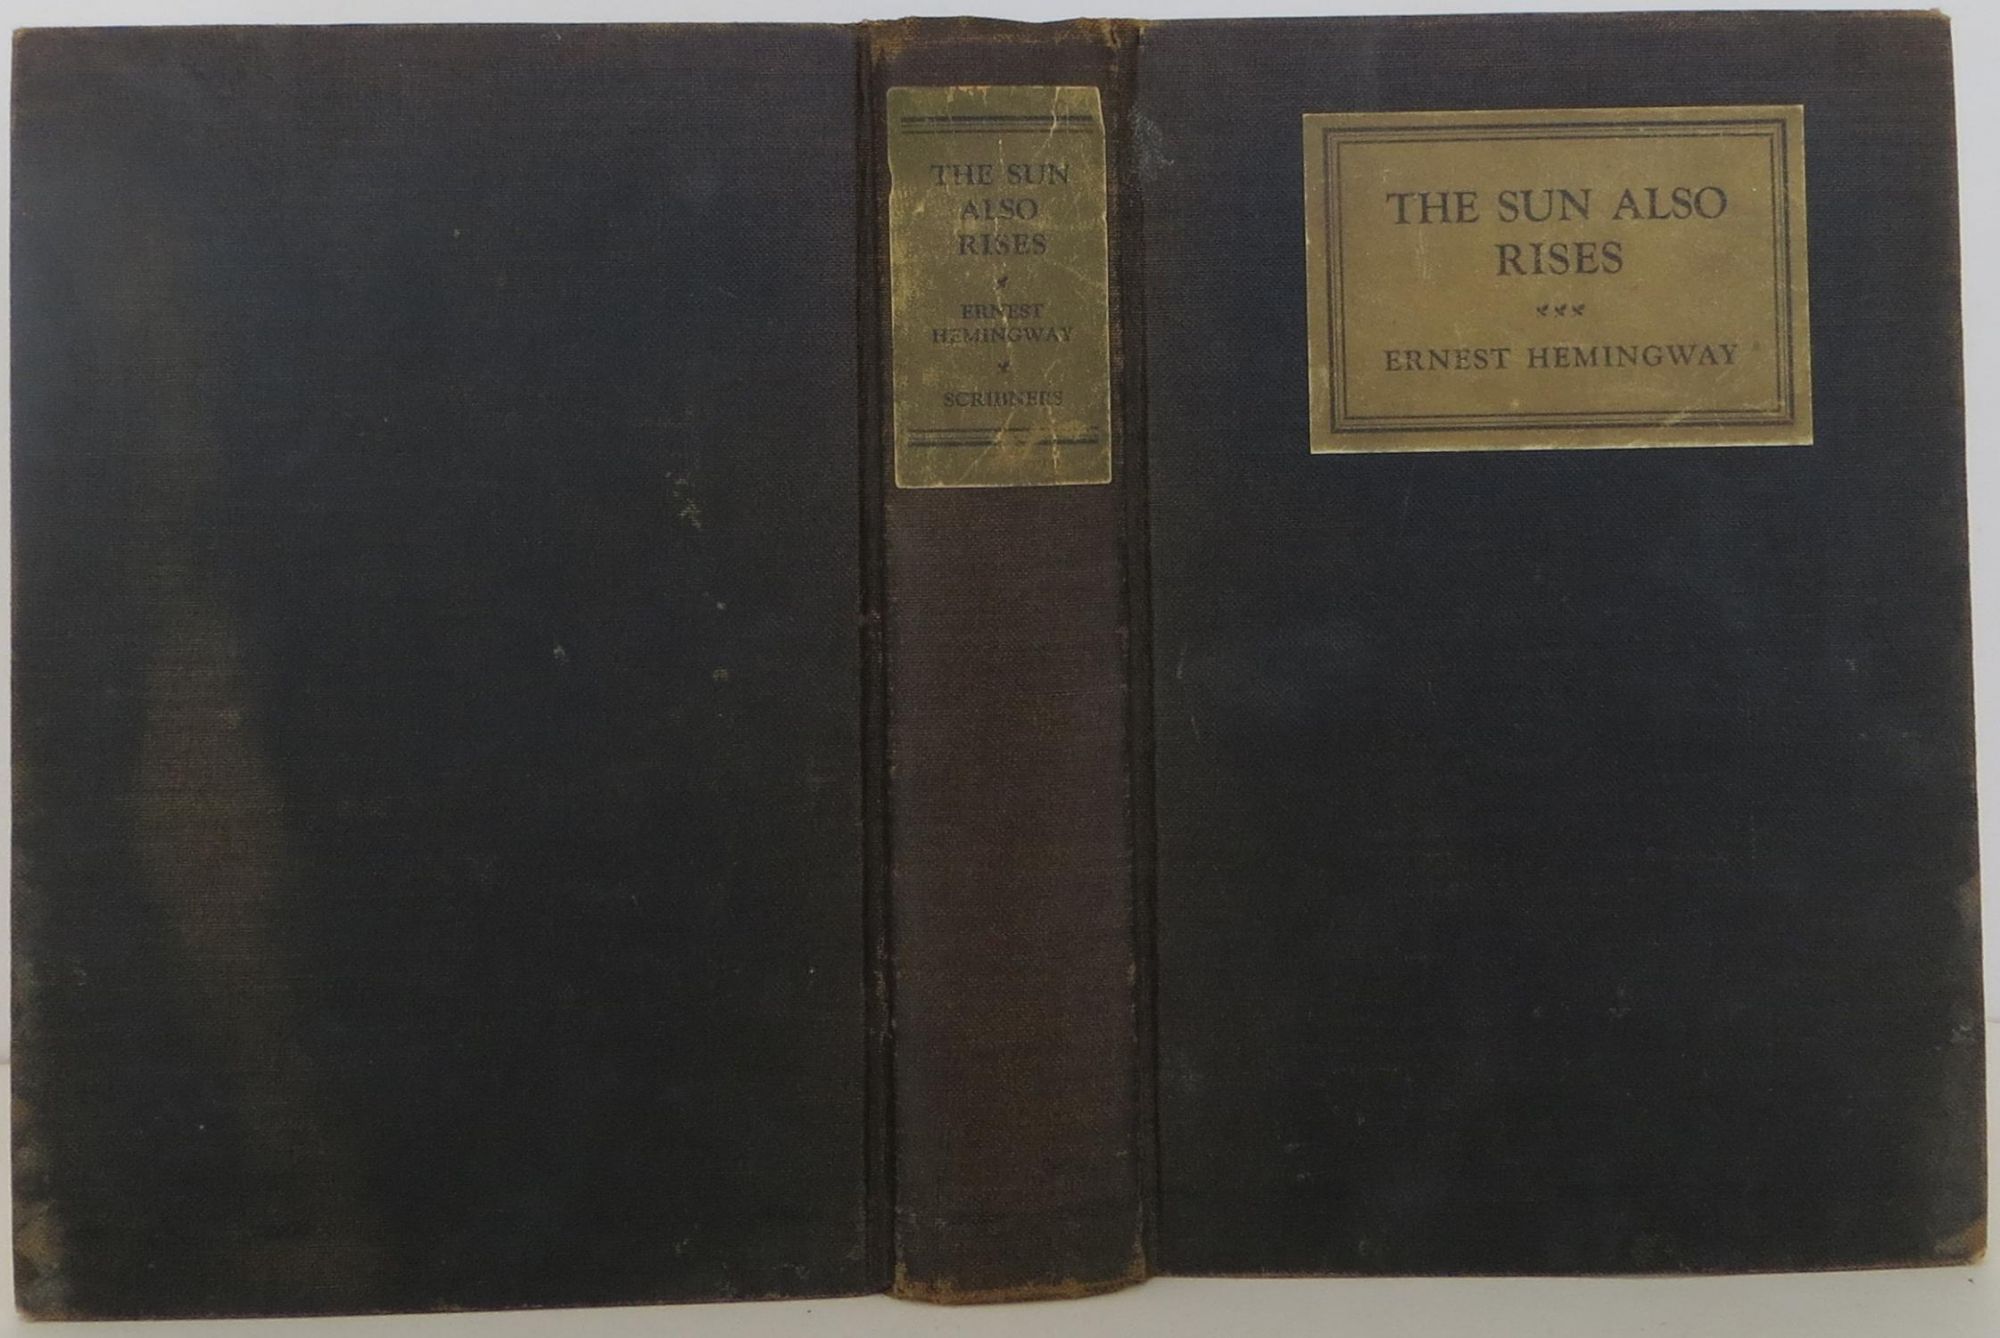 THE SUN
ALSO
RISES
ERNEST
HEMINGWAY
SCRIBNERS
THE SUN ALSO
RISES
ERNEST HEMINGWAY